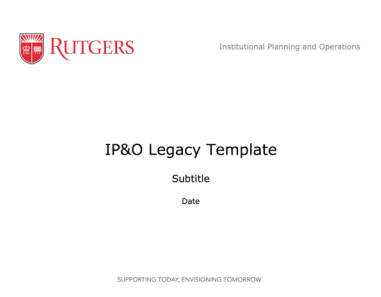 RUTGERS
Institutional Planning and Operations
IP&O Legacy Template
Subtitle
Date
SUPPORTING TODAY, ENVISIONING TOMORROW.